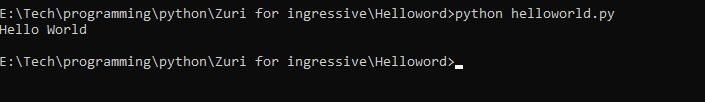 E:\Tech\programming\python\Zuri for ingressive\Helloword>python helloworld.py
Hello World
E:\Tech\programming\python\Zuri for ingressive\Helloword>